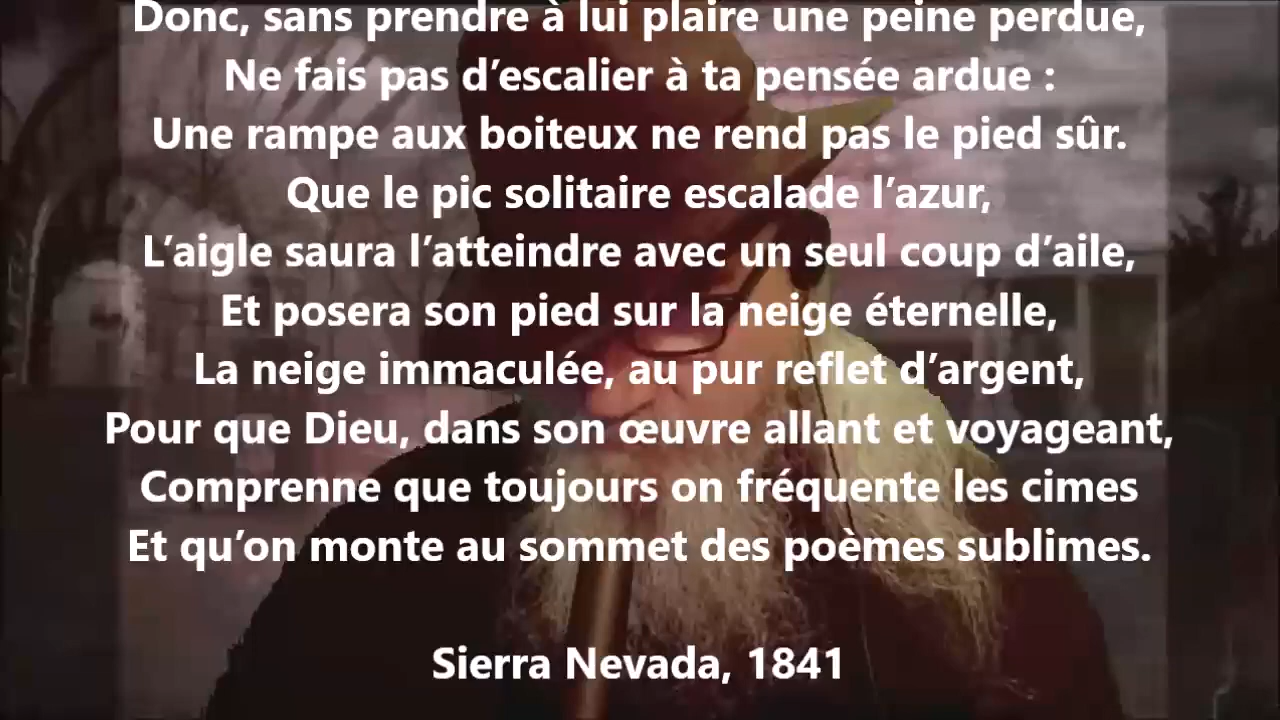 Donc, sans prendre à lui plaire une peine perdue,
Ne fais pas d’escalier à ta pensée ardue :
Une rampe aux boiteux ne rend pas le pied sûr.
Que le pic solitaire escalade l’azur,
L’aigle saura l’atteindre avec un seul coup d’aile,
Et posera son pied sur la neige éternelle,
La neige immaculée, au pur reflet d’argent,
Pour que Dieu, dans son œuvre allant et voyageant,
Comprenne que toujours on fréquente les cimes
Et qu’on monte au sommet des poèmes sublimes.
Sierra Nevada, 1841